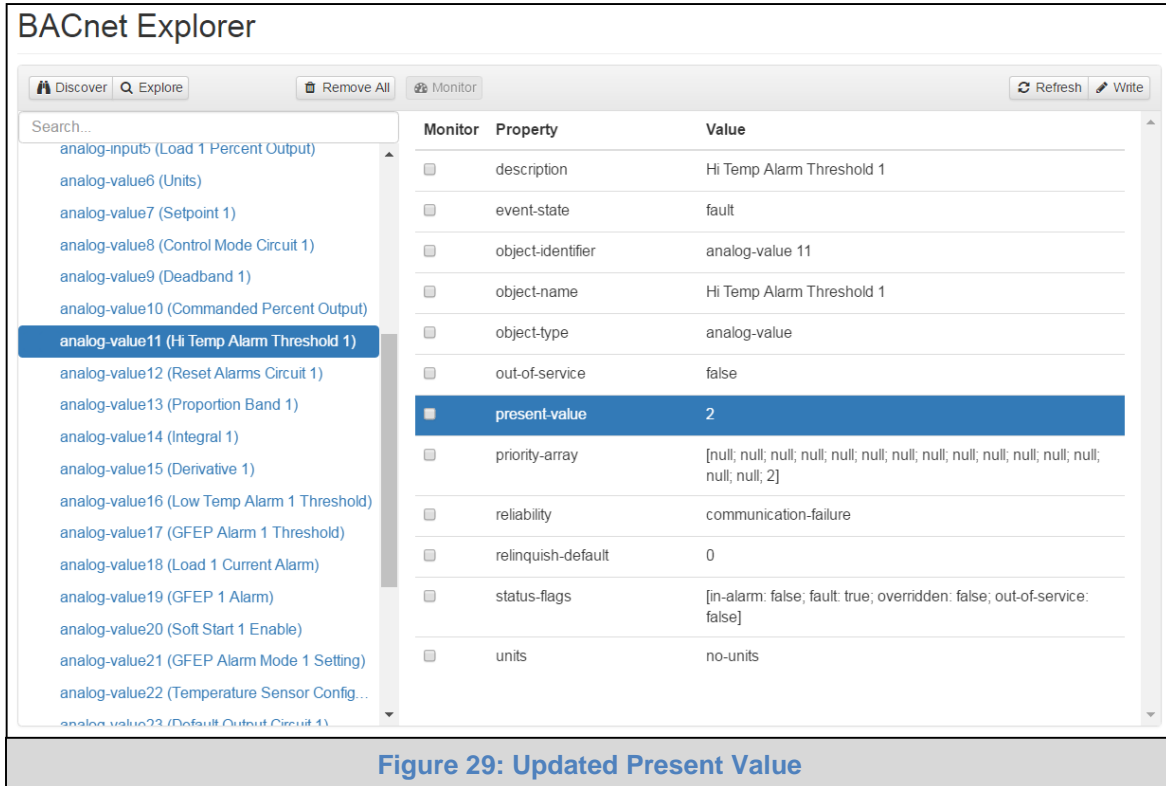 BACnet Explorer
Discover Explore Remove All Monitor Refresh Write
Search...
analog-input5 (Load 1 Percent Output)
analog-value6 (Units)
analog-value7 (Setpoint 1)
analog-value8 (Control Mode Circuit 1)
analog-value9 (Deadband 1)
analog-value10 (Commanded Percent Output)
analog-value11 (Hi Temp Alarm Threshold 1)
analog-value12 (Reset Alarms Circuit 1)
analog-value13 (Proportion Band 1)
analog-value14 (Integral 1)
analog-value15 (Derivative 1)
analog-value16 (Low Temp Alarm 1 Threshold)
analog-value17 (GFEP Alarm 1 Threshold)
analog-value18 (Load 1 Current Alarm)
analog-value19 (GFEP 1 Alarm)
analog-value20 (Soft Start 1 Enable)
analog-value21 (GFEP Alarm Mode 1 Setting)
analog-value22 (Temperature Sensor Config...
analog-value23 (Default Output Circuit 1)
Monitor Property Value
description Hi Temp Alarm Threshold 1
event-state fault
object-identifier analog-value 11
object-name Hi Temp Alarm Threshold 1
object-type analog-value
out-of-service false
present-value 2
priority-array [null; null; null; null; null; null; null; null; null; null; null; null; null;
null; null; 2]
reliability communication-failure
relinquish-default 0
status-flags [in-alarm: false; fault: true; overridden: false; out-of-service:
false]
units no-units
Figure 29: Updated Present Value